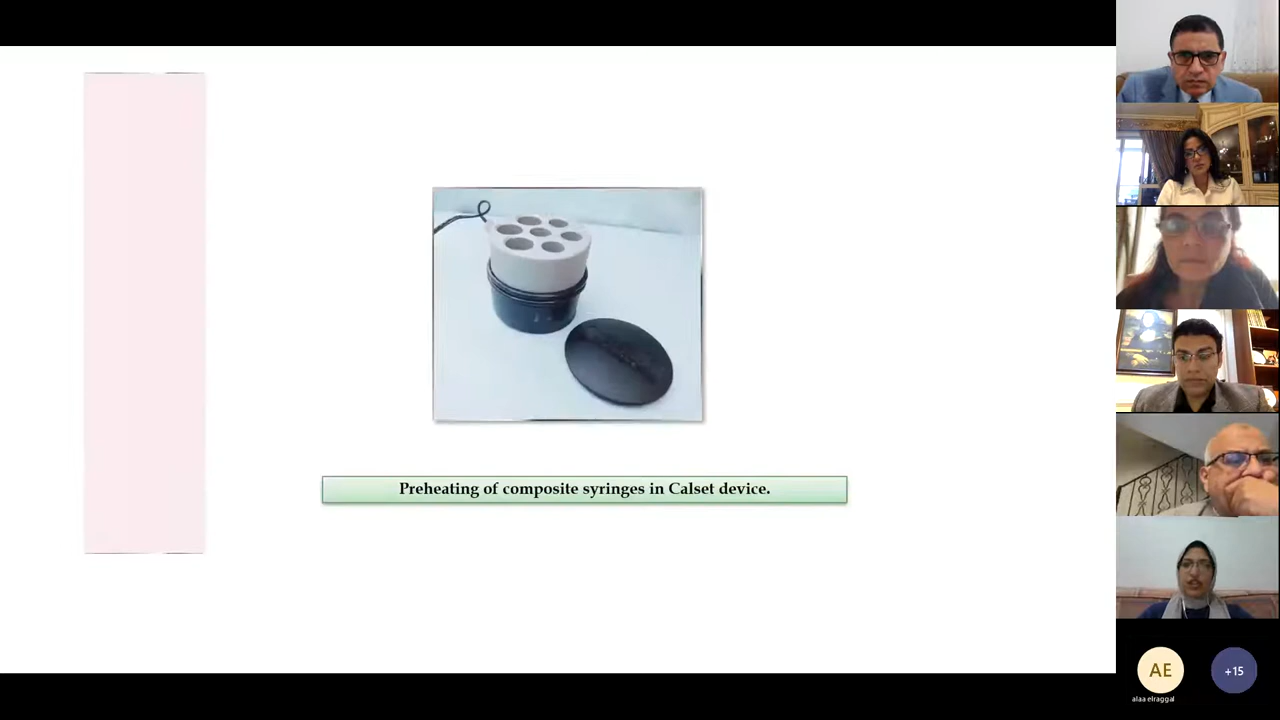 Preheating of composite syringes in Calset device.
AE
+15
alaa elraggal